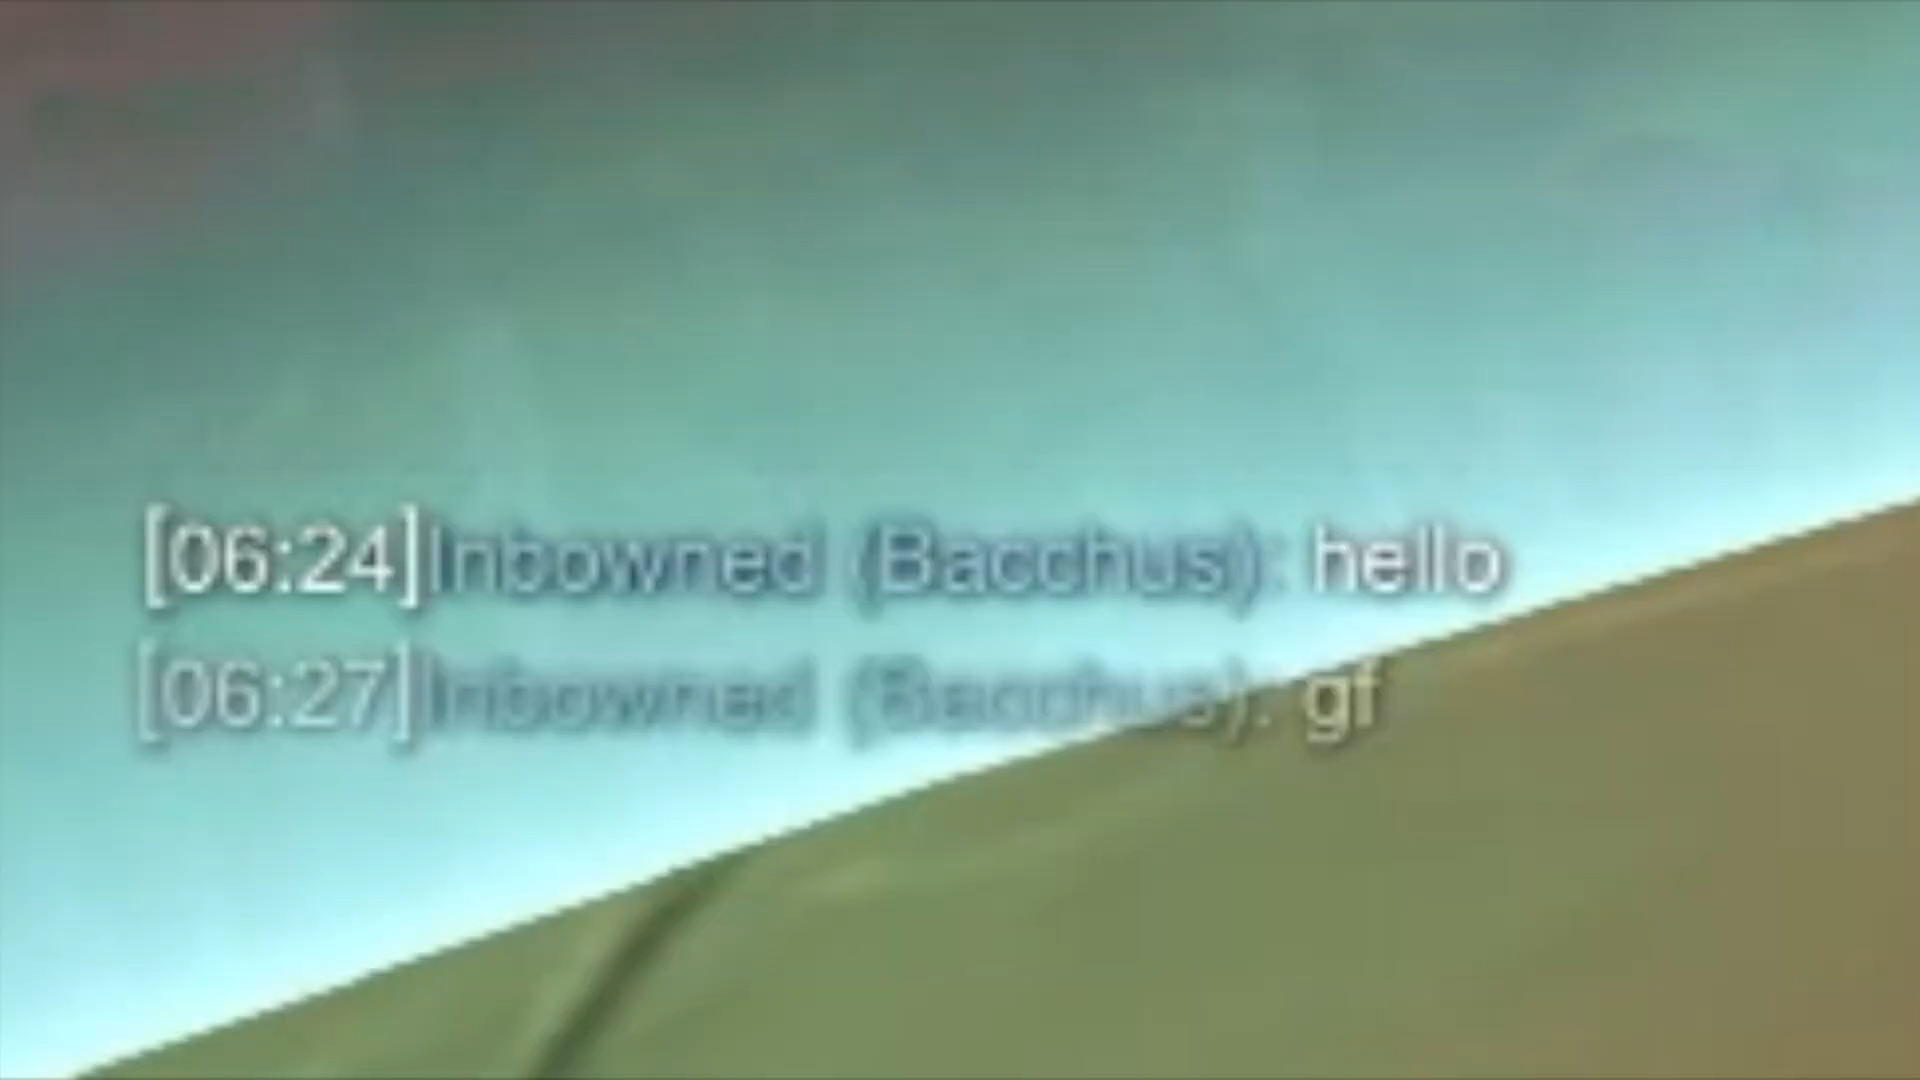 [06:24]Inbowned (Bacchus): hello
[06:27]Inbowned (Bacchus): gf